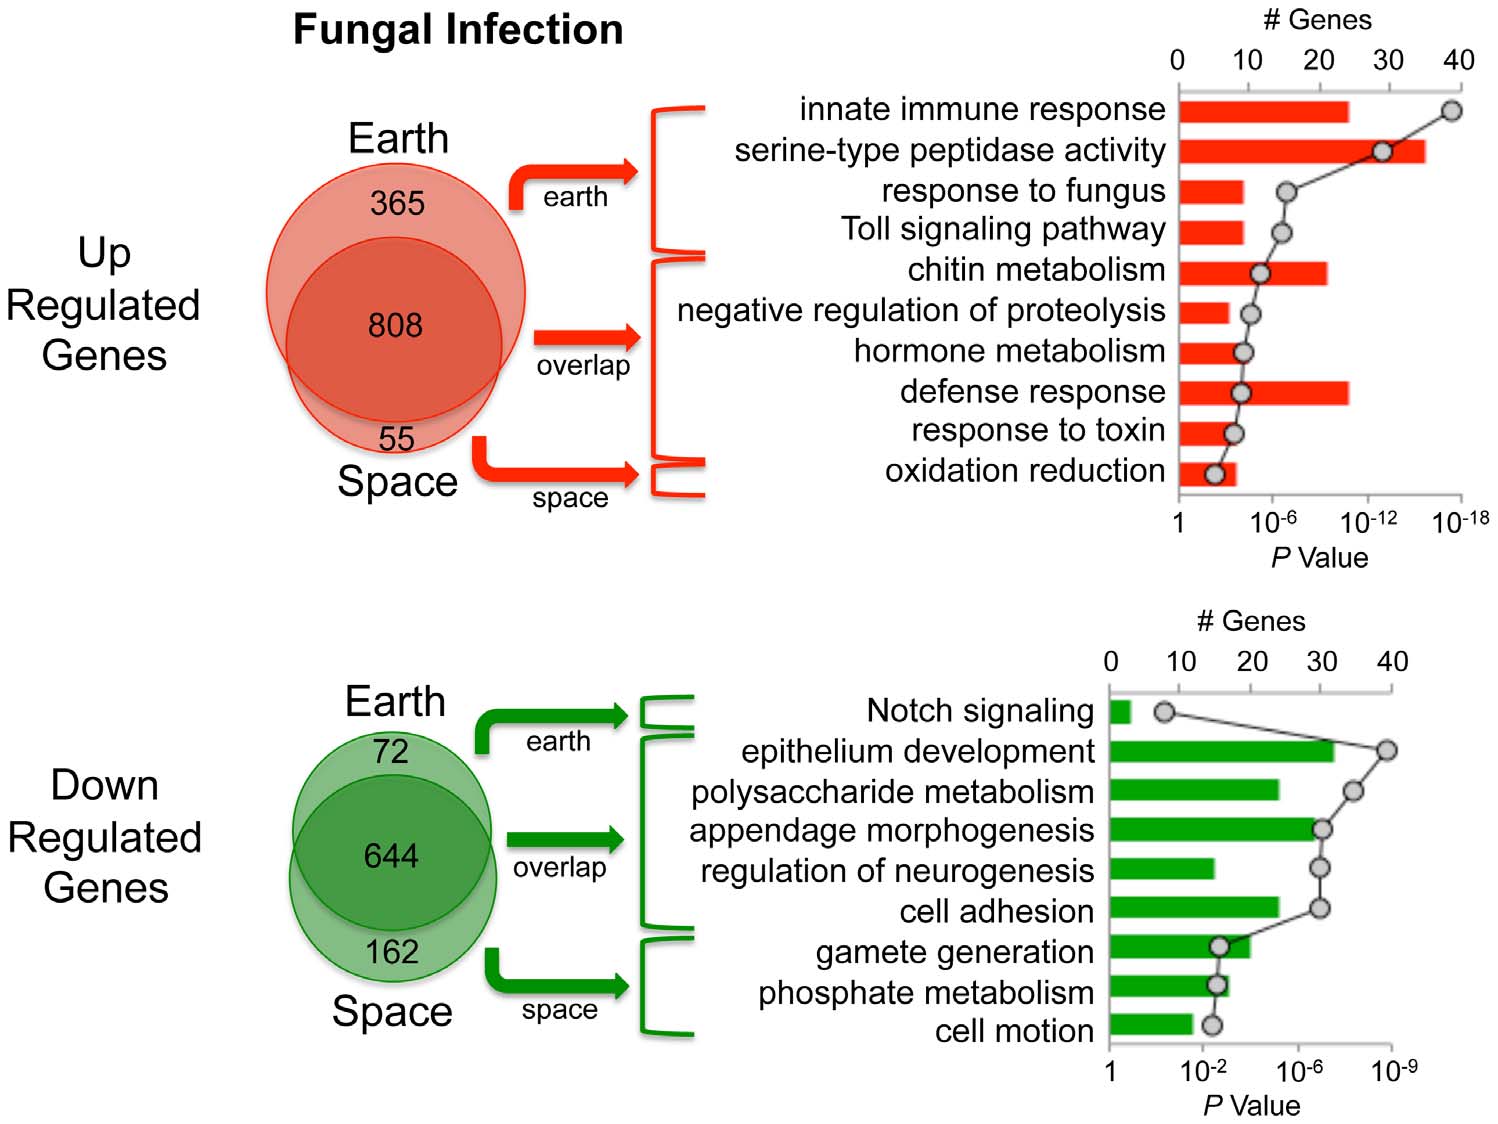 Fungal Infection
# Genes
0 10 20 30 40
Earth
365
808
55
Space
Up
Regulated
Genes
earth
overlap
space
innate immune response
serine-type peptidase activity
response to fungus
Toll signaling pathway
chitin metabolism
negative regulation of proteolysis
hormone metabolism
defense response
response to toxin
oxidation reduction
1 10-6 10-12 10-18
P Value
# Genes
0 10 20 30 40
Earth
72
644
162
Space
Down
Regulated
Genes
earth
overlap
space
Notch signaling
epithelium development
polysaccharide metabolism
appendage morphogenesis
regulation of neurogenesis
cell adhesion
gamete generation
phosphate metabolism
cell motion
1 10-2 10-6 10-9
P Value